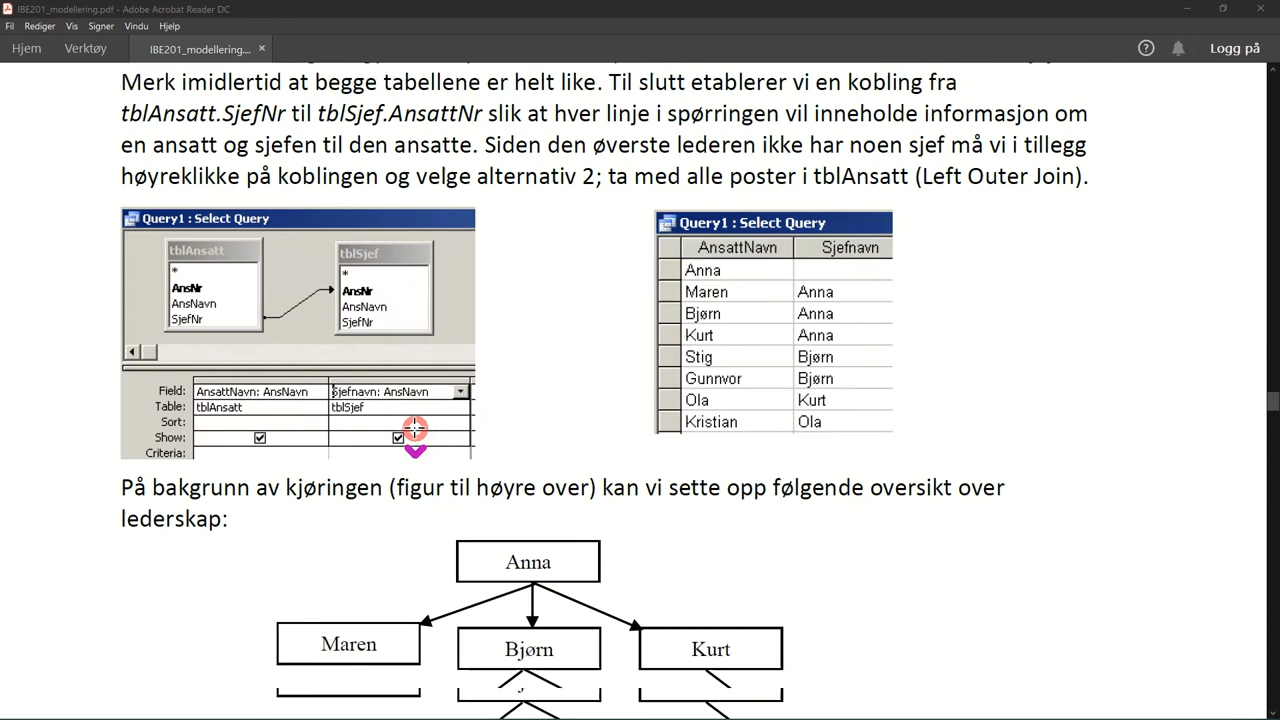 IBE201_modellering.pdf - Adobe Acrobat Reader DC
Fil Rediger Vis Signer Vindu Hjelp
Hjem Verktøy IBE201_modellering.... × ? Logg på
Merk imidlertid at begge tabellene er helt like. Til slutt etablerer vi en kobling fra
tblAnsatt.SjefNr til tblSjef.AnsattNr slik at hver linje i spørringen vil inneholde informasjon om
en ansatt og sjefen til den ansatte. Siden den øverste lederen ikke har noen sjef må vi i tillegg
høyreklikke på koblingen og velge alternativ 2; ta med alle poster i tblAnsatt (Left Outer Join).
Query1 : Select Query
tblAnsatt
*
AnsNr
AnsNavn
SjefNr
tblSjef
*
AnsNr
AnsNavn
SjefNr
Field: AnsattNavn: AnsNavn Sjefnavn: AnsNavn
Table: tblAnsatt tblSjef
Sort:
Show:
Criteria:
Query1 : Select Query
AnsattNavn Sjefnavn
Anna
Maren Anna
Bjørn Anna
Kurt Anna
Stig Bjørn
Gunnvor Bjørn
Ola Kurt
Kristian Ola
På bakgrunn av kjøringen (figur til høyre over) kan vi sette opp følgende oversikt over
lederskap:
Anna
Maren Bjørn Kurt